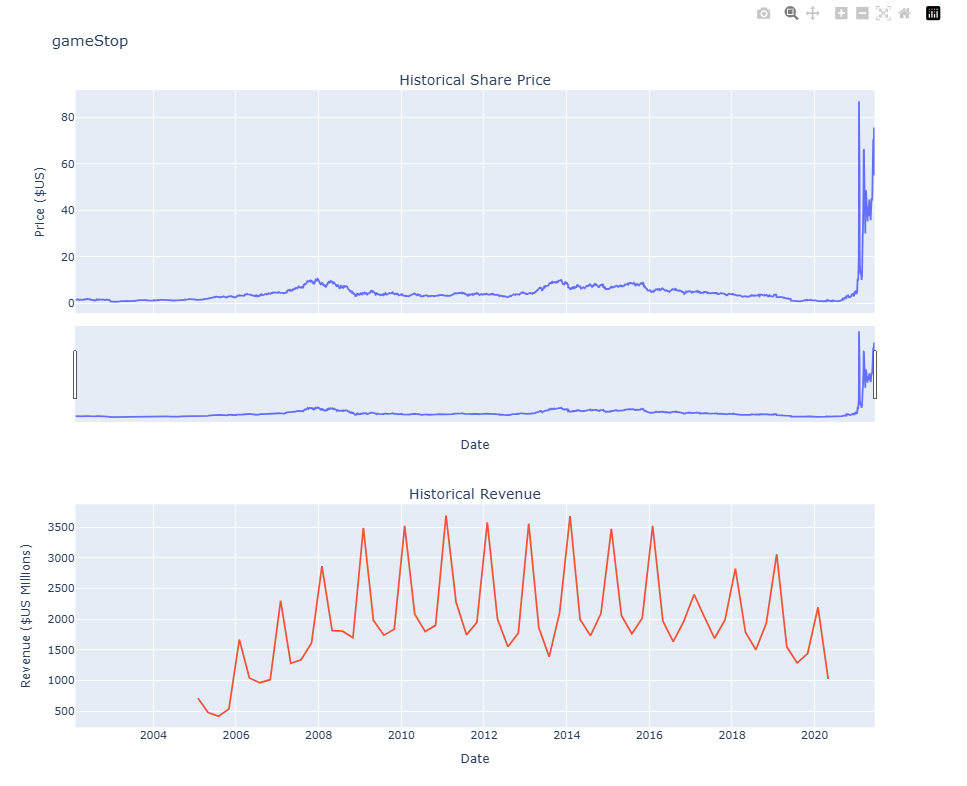 gameStop
Historical Share Price
Price ($US)
80
60
40
20
0
Date
Historical Revenue
Revenue ($US Millions)
3500
3000
2500
2000
1500
1000
500
2004 2006 2008 2010 2012 2014 2016 2018 2020
Date